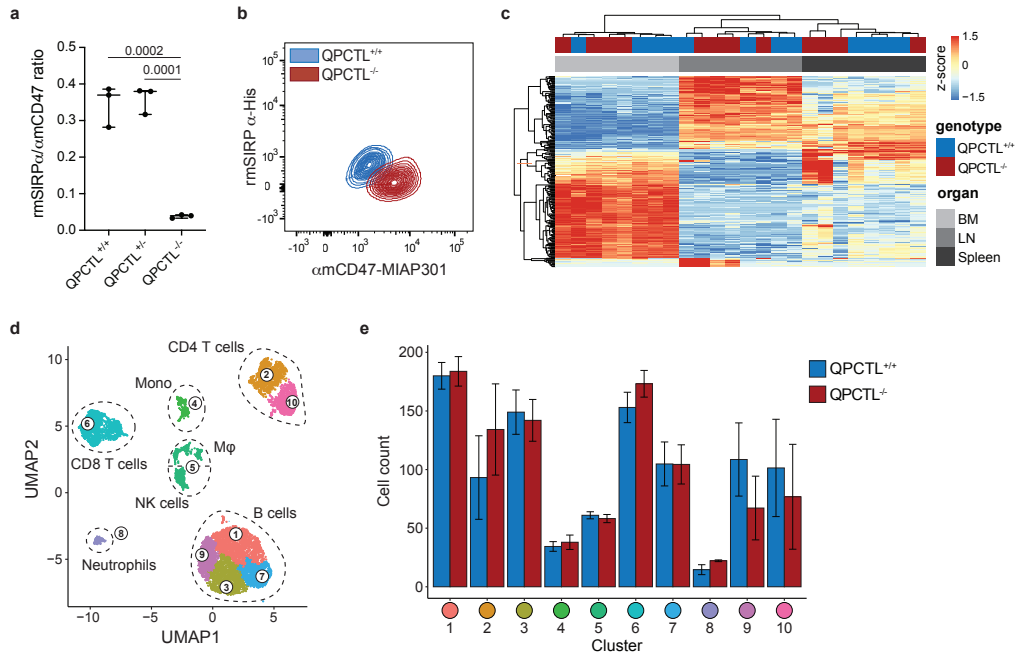 a
rmSIRPα/αmCD47 ratio
0.5
0.4
0.3
0.2
0.1
0.0
0.0002
0.0001
QPCTL+/+
QPCTL+/-
QPCTL-/-
b
QPCTL+/+
QPCTL-/-
rmSIRP α-His
10^5
10^4
10^3
0
-10^3
-10^3
0
10^3
10^4
10^5
αmCD47-MIAP301
c
z-score
1.5
0
−1.5
genotype
QPCTL+/+
QPCTL-/-
organ
BM
LN
Spleen
d
UMAP2
10
5
0
−5
−10
−5
0
5
UMAP1
CD4 T cells
2
10
Mono
4
6
CD8 T cells
Mφ
5
NK cells
B cells
1
9
7
3
8
Neutrophils
e
Cell count
200
150
100
50
0
1 2 3 4 5 6 7 8 9 10
Cluster
QPCTL+/+
QPCTL-/-